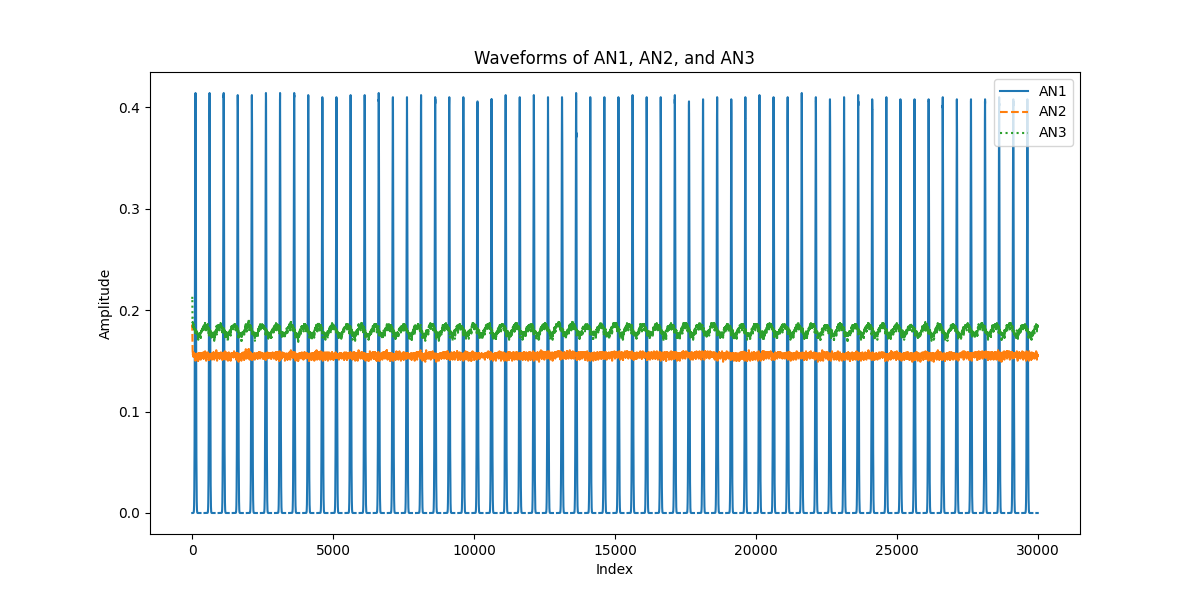 Waveforms of AN1, AN2, and AN3
AN1
AN2
AN3
Amplitude
0.4
0.3
0.2
0.1
0.0
0 5000 10000 15000 20000 25000 30000
Index